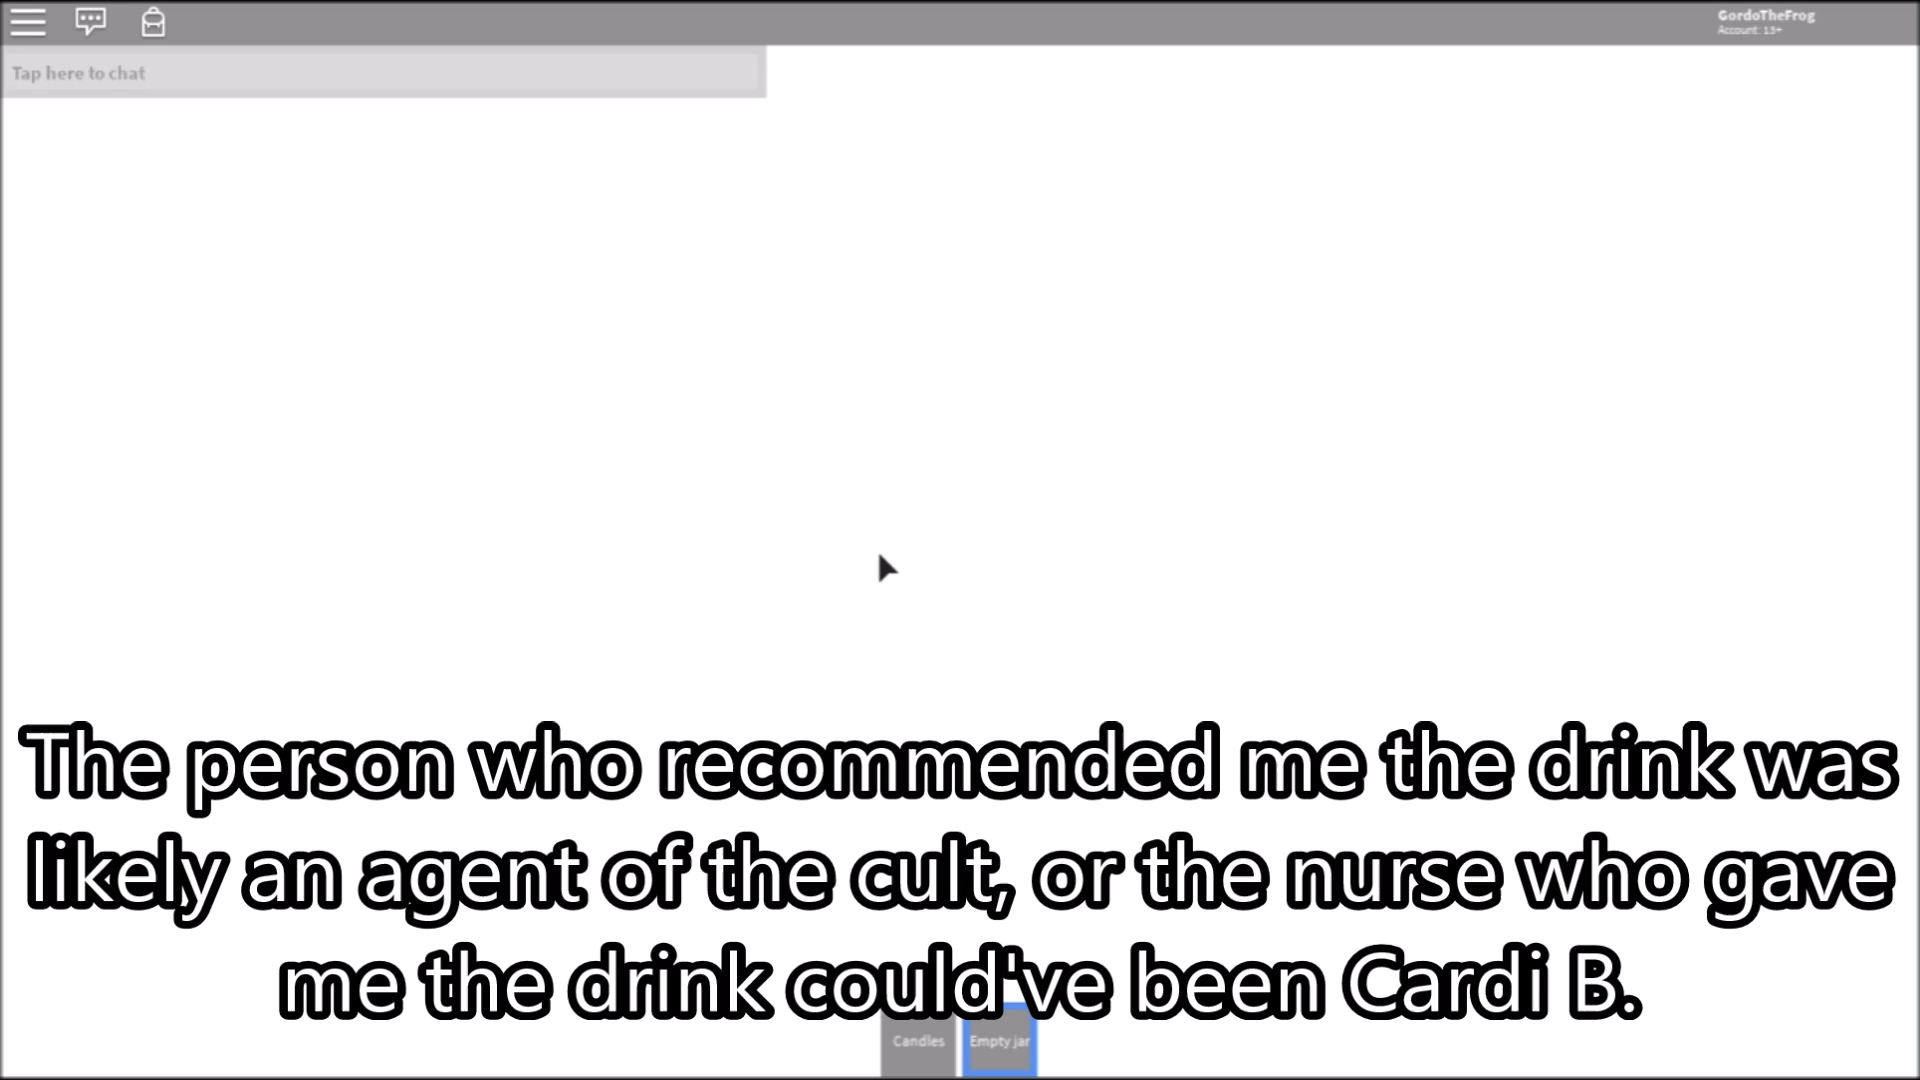 GordoTheFrog
Account: 13+
Tap here to chat
The person who recommended me the drink was
likely an agent of the cult, or the nurse who gave
me the drink could've been Cardi B.
Candles
Empty jar